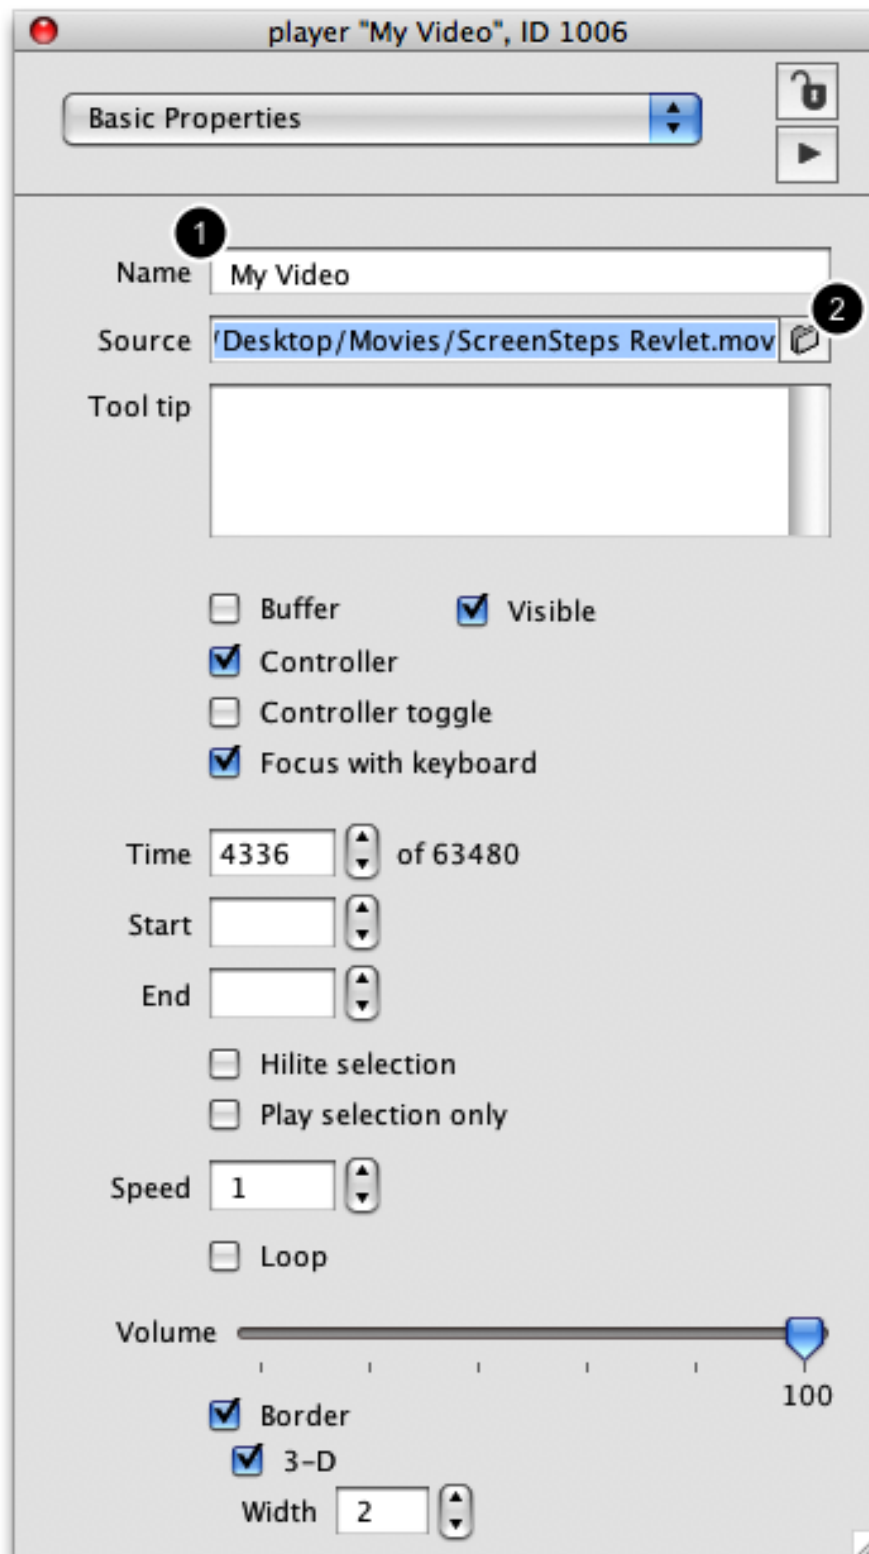 player "My Video", ID 1006
Basic Properties
1
Name My Video
2
Source /Desktop/Movies/ScreenSteps Revlet.mov
Tool tip
Buffer Visible
Controller
Controller toggle
Focus with keyboard
Time 4336 of 63480
Start
End
Hilite selection
Play selection only
Speed 1
Loop
Volume
100
Border
3-D
Width 2